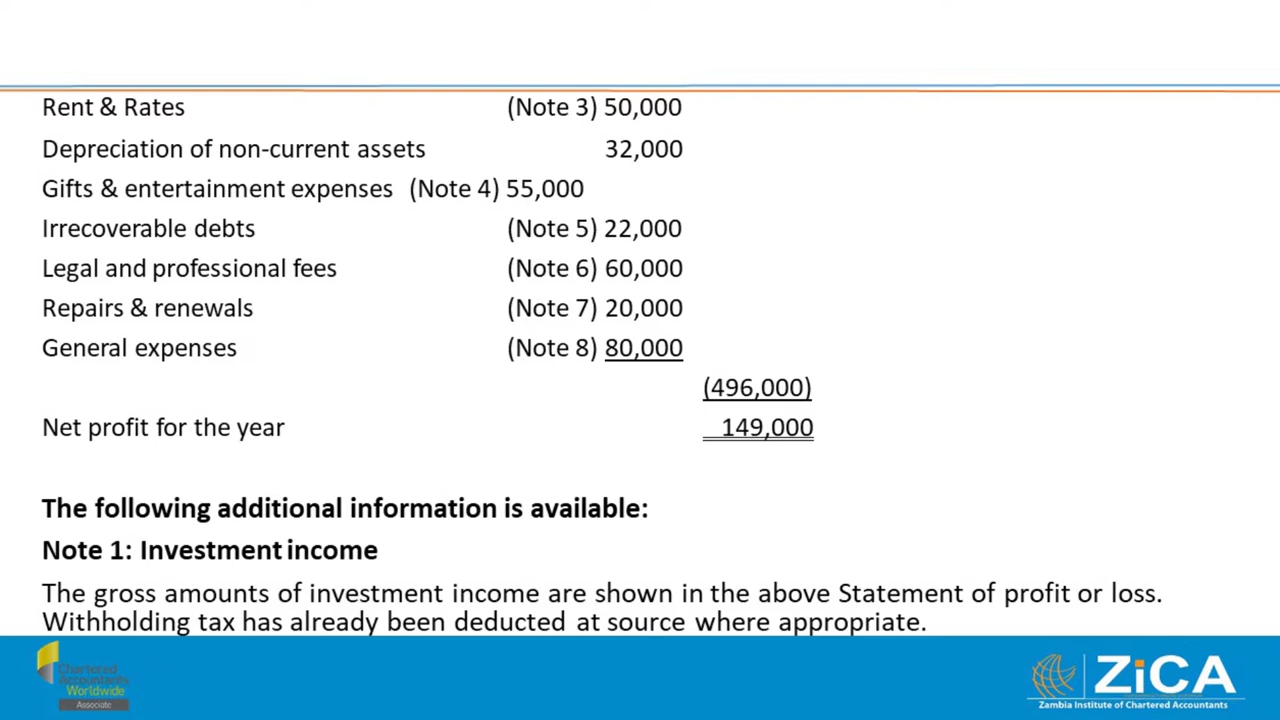 Rent & Rates (Note 3) 50,000
Depreciation of non-current assets 32,000
Gifts & entertainment expenses (Note 4) 55,000
Irrecoverable debts (Note 5) 22,000
Legal and professional fees (Note 6) 60,000
Repairs & renewals (Note 7) 20,000
General expenses (Note 8) 80,000
(496,000)
Net profit for the year 149,000
The following additional information is available:
Note 1: Investment income
The gross amounts of investment income are shown in the above Statement of profit or loss.
Withholding tax has already been deducted at source where appropriate.
Chartered
Accountants
Worldwide
Associate
ZiCA
Zambia Institute of Chartered Accountants